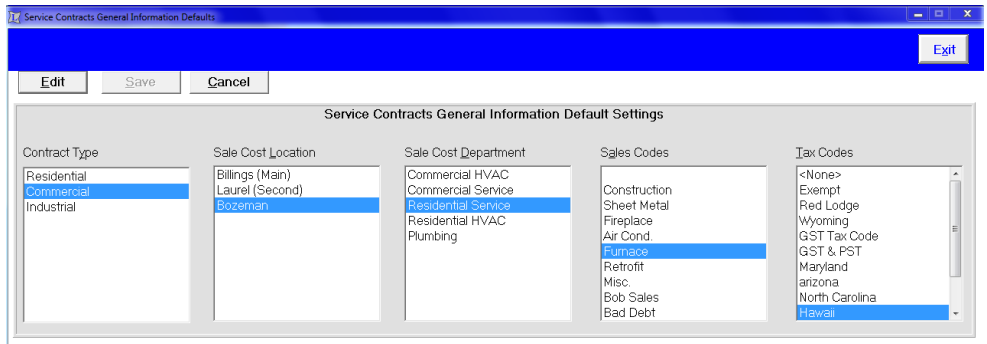 Service Contracts General Information Defaults
Exit
Edit
Save
Cancel
Service Contracts General Information Default Settings
Contract Type
Residential
Commercial
Industrial
Sale Cost Location
Billings (Main)
Laurel (Second)
Bozeman
Sale Cost Department
Commercial HVAC
Commercial Service
Residential Service
Residential HVAC
Plumbing
Sales Codes
Construction
Sheet Metal
Fireplace
Air Cond.
Furnace
Retrofit
Misc.
Bob Sales
Bad Debt
Tax Codes
<None>
Exempt
Red Lodge
Wyoming
GST Tax Code
GST & PST
Maryland
arizona
North Carolina
Hawaii